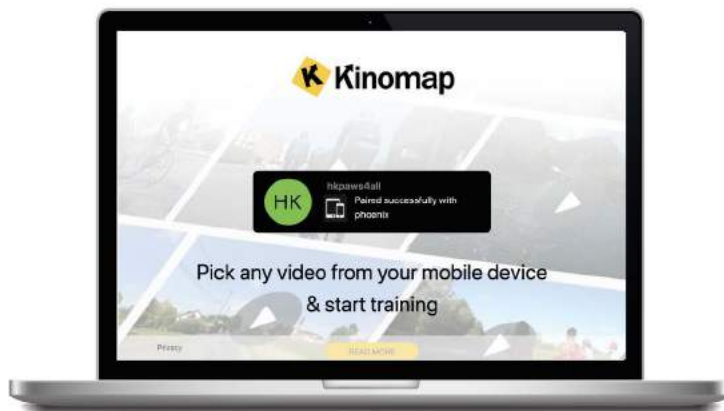 Kinomap
HK
hkpaws4all
Paired successfully with
phoenix
Pick any video from your mobile device
& start training
Privacy
READ MORE